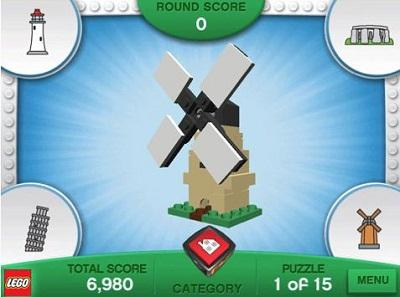 ROUND SCORE
0
LEGO
TOTAL SCORE
6,980
CATEGORY
PUZZLE
1 of 15
MENU